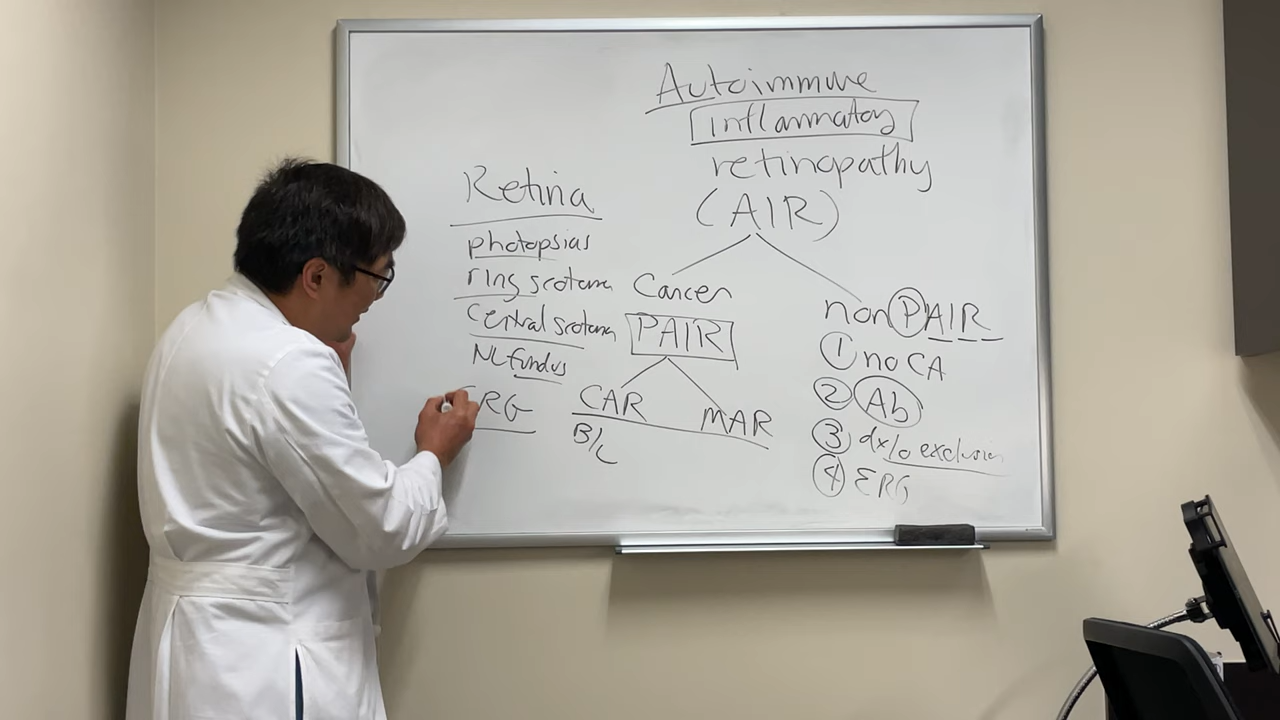 Autoimmune
inflammatory
retinopathy
(AIR)
Retina
photopsias
ring scotoma
Central scotoma
NL fundus
ERG
Cancer
PAIR
CAR
MAR
B/L
non PAIR
1 no CA
2 Ab
3 dx/o exclusion
4 ERG